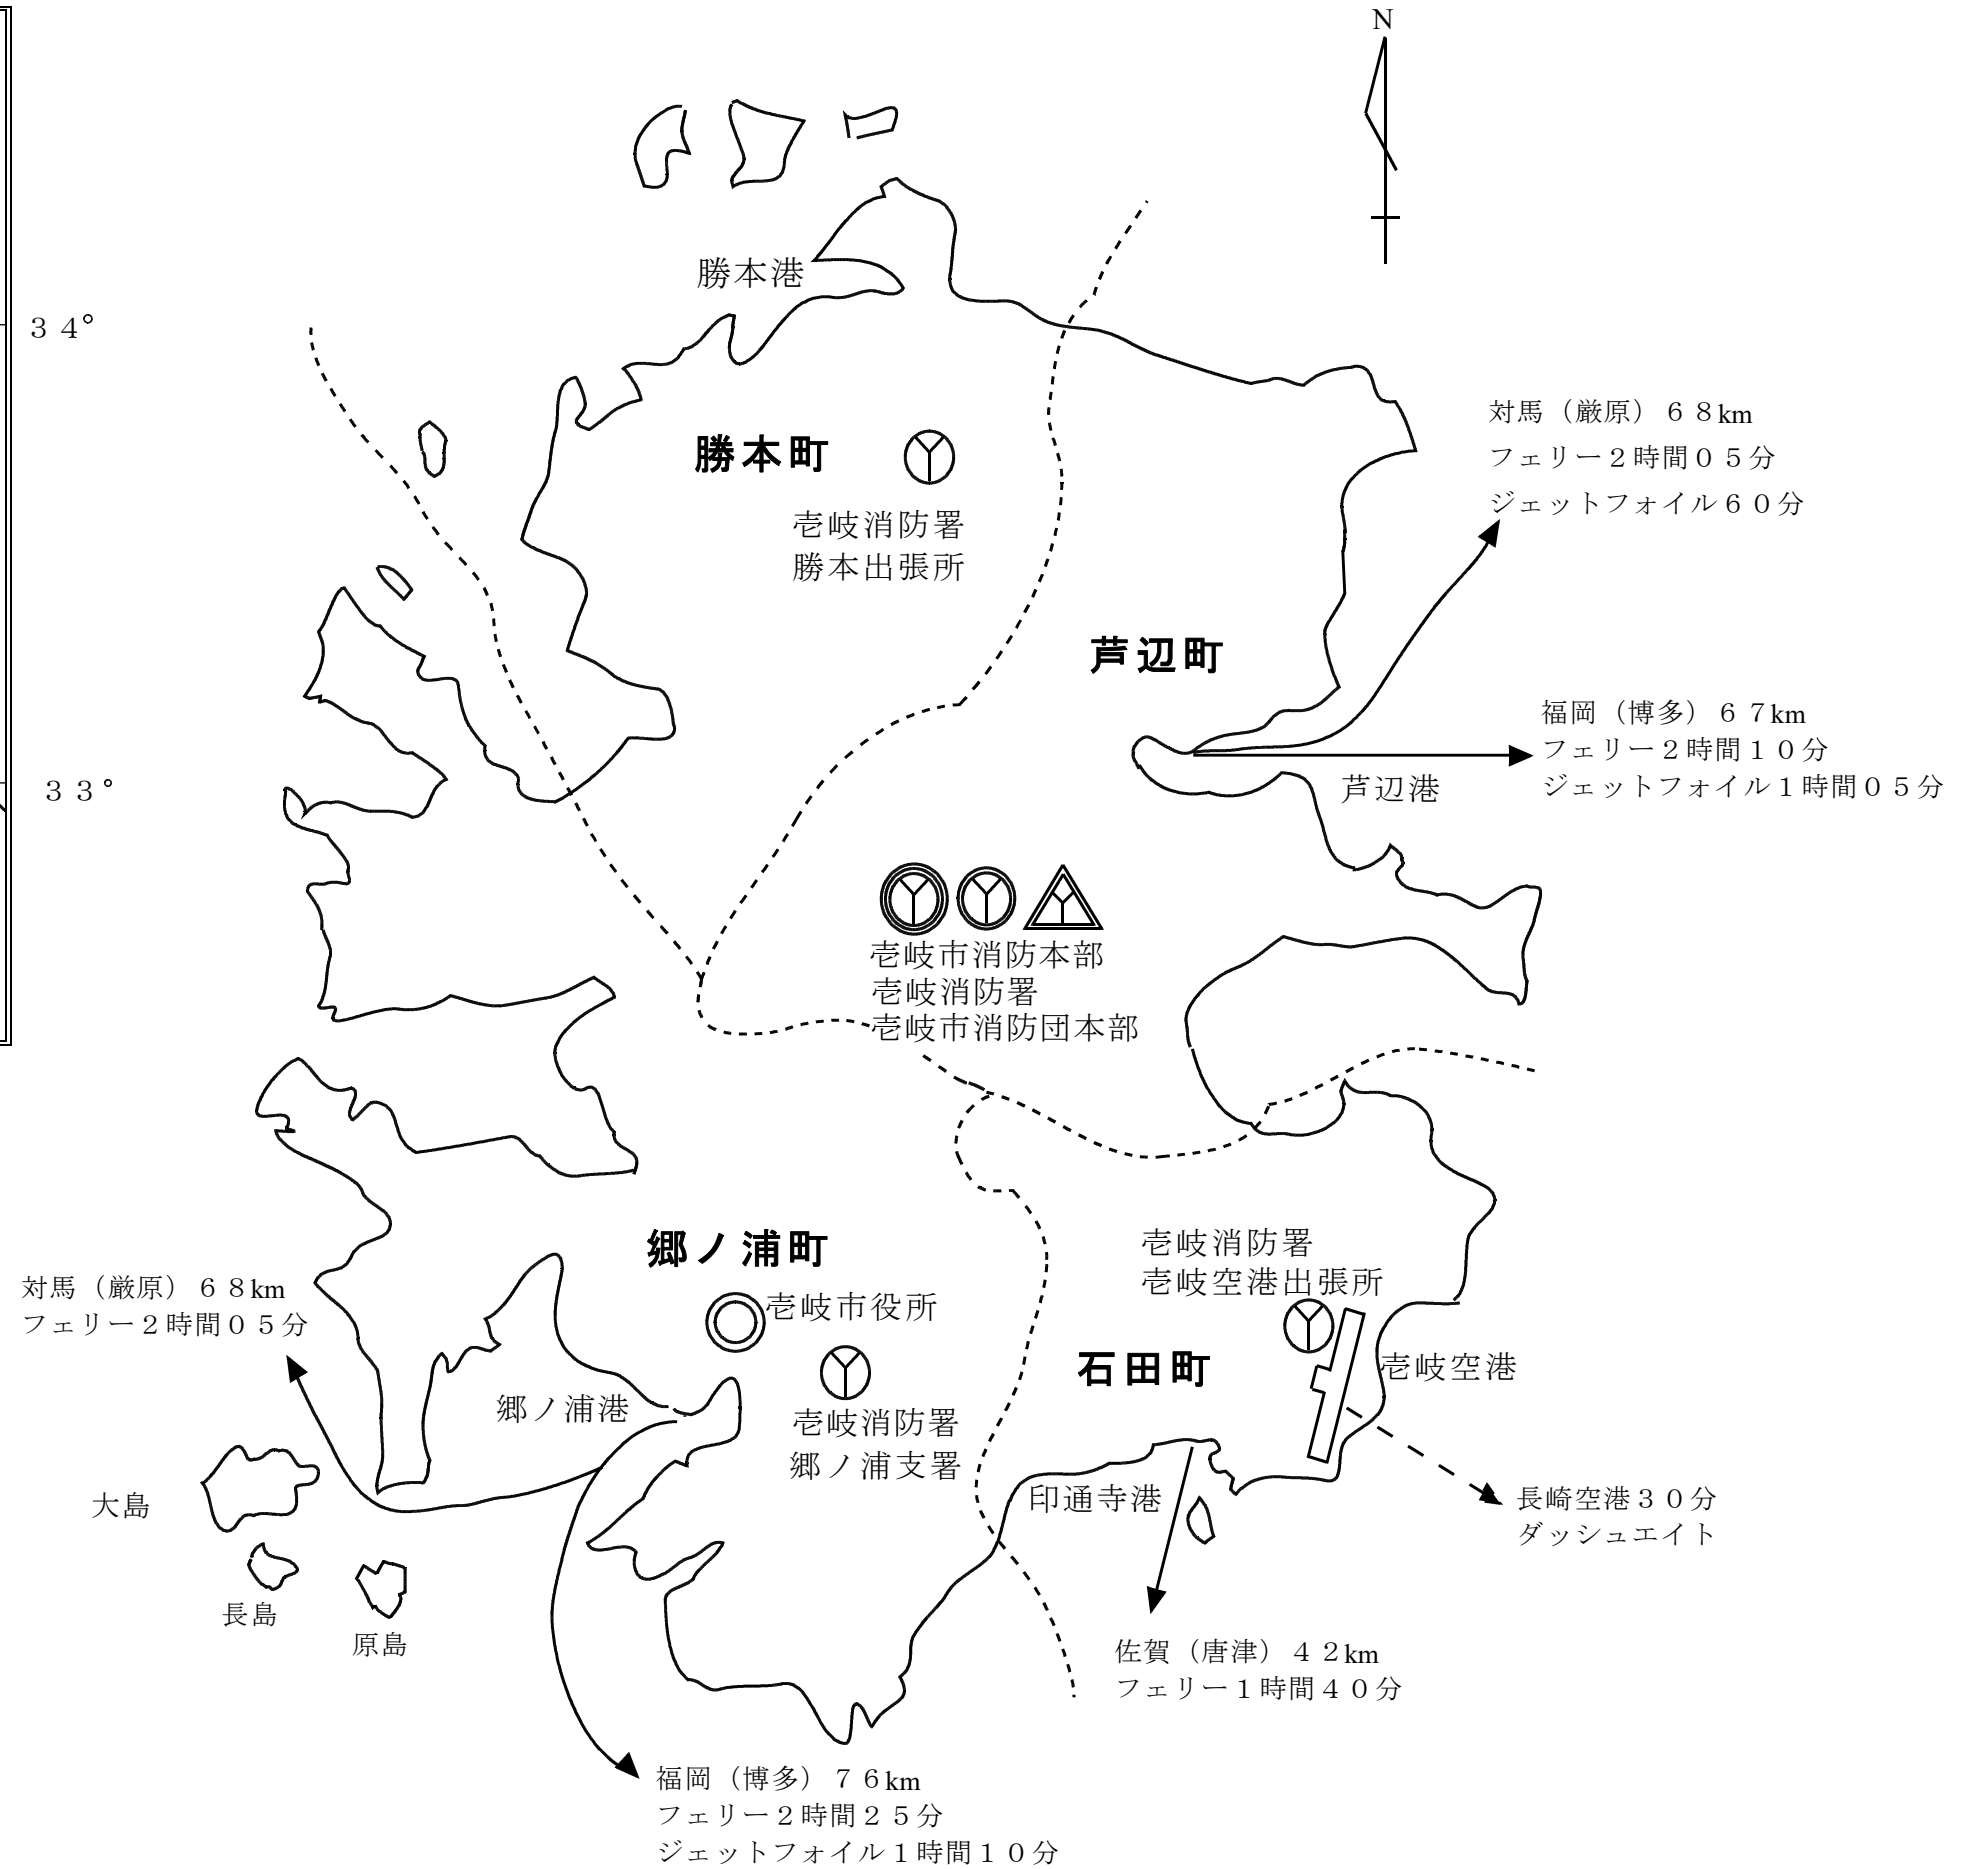 N
勝本港
３４°
対馬（厳原）６８km
フェリー２時間０５分
ジェットフォイル６０分
勝本町
壱岐消防署
勝本出張所
芦辺町
福岡（博多）６７km
フェリー２時間１０分
ジェットフォイル１時間０５分
芦辺港
３３°
壱岐市消防本部
壱岐消防署
壱岐市消防団本部
郷ノ浦町
壱岐消防署
壱岐空港出張所
対馬（厳原）６８km
フェリー２時間０５分
壱岐市役所
石田町
壱岐空港
郷ノ浦港
壱岐消防署
郷ノ浦支署
大島
印通寺港
長崎空港３０分
ダッシュエイト
長島
原島
佐賀（唐津）４２km
フェリー１時間４０分
福岡（博多）７６km
フェリー２時間２５分
ジェットフォイル１時間１０分